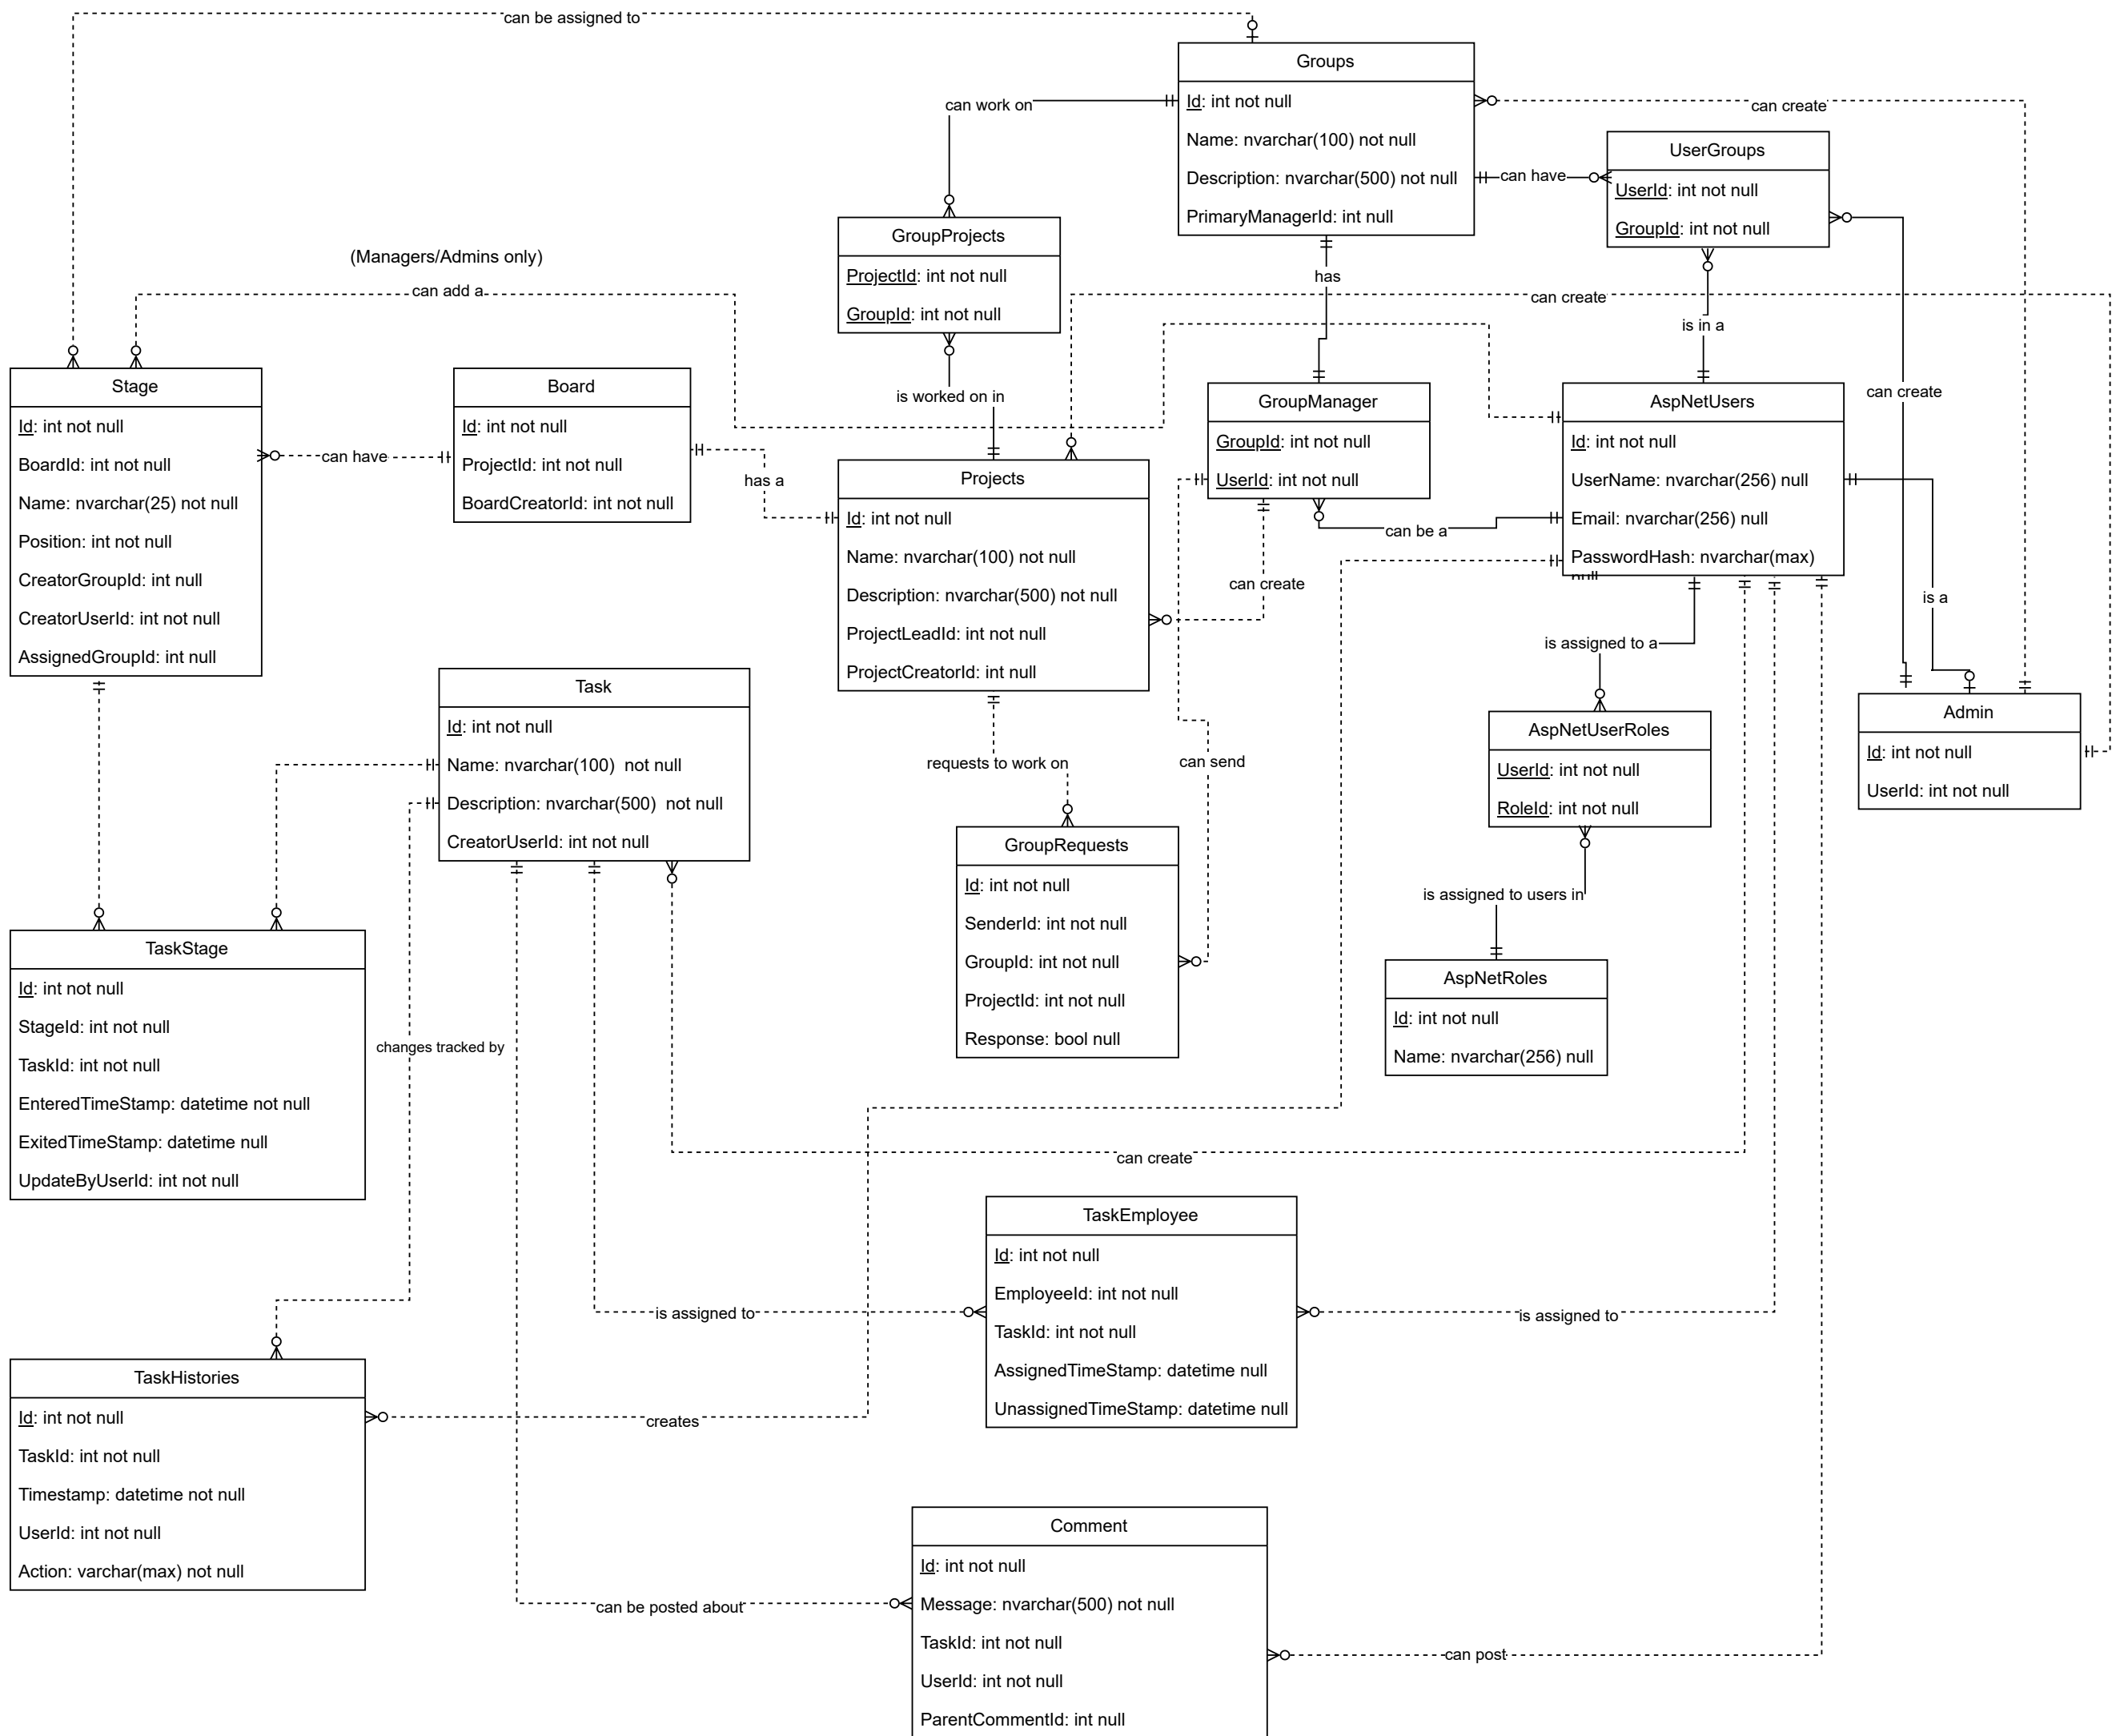 can be assigned to
Groups
Id: int not null
Name: nvarchar(100) not null
Description: nvarchar(500) not null
PrimaryManagerId: int null
can work on
can create
can have
UserGroups
UserId: int not null
GroupId: int not null
GroupProjects
ProjectId: int not null
GroupId: int not null
(Managers/Admins only)
can add a
has
can create
is in a
is worked on in
can create
Stage
Id: int not null
BoardId: int not null
Name: nvarchar(25) not null
Position: int not null
CreatorGroupId: int null
CreatorUserId: int not null
AssignedGroupId: int null
can have
Board
Id: int not null
ProjectId: int not null
BoardCreatorId: int not null
has a
Projects
Id: int not null
Name: nvarchar(100) not null
Description: nvarchar(500) not null
ProjectLeadId: int not null
ProjectCreatorId: int null
GroupManager
GroupId: int not null
UserId: int not null
can be a
can create
AspNetUsers
Id: int not null
UserName: nvarchar(256) null
Email: nvarchar(256) null
PasswordHash: nvarchar(max)
null
is a
is assigned to a
Task
Id: int not null
Name: nvarchar(100)  not null
Description: nvarchar(500)  not null
CreatorUserId: int not null
requests to work on
can send
AspNetUserRoles
UserId: int not null
RoleId: int not null
Admin
Id: int not null
UserId: int not null
GroupRequests
Id: int not null
SenderId: int not null
GroupId: int not null
ProjectId: int not null
Response: bool null
is assigned to users in
AspNetRoles
Id: int not null
Name: nvarchar(256) null
TaskStage
Id: int not null
StageId: int not null
TaskId: int not null
EnteredTimeStamp: datetime not null
ExitedTimeStamp: datetime null
UpdateByUserId: int not null
changes tracked by
can create
TaskEmployee
Id: int not null
EmployeeId: int not null
TaskId: int not null
AssignedTimeStamp: datetime null
UnassignedTimeStamp: datetime null
is assigned to
is assigned to
TaskHistories
Id: int not null
TaskId: int not null
Timestamp: datetime not null
UserId: int not null
Action: varchar(max) not null
creates
Comment
Id: int not null
Message: nvarchar(500) not null
TaskId: int not null
UserId: int not null
ParentCommentId: int null
can be posted about
can post